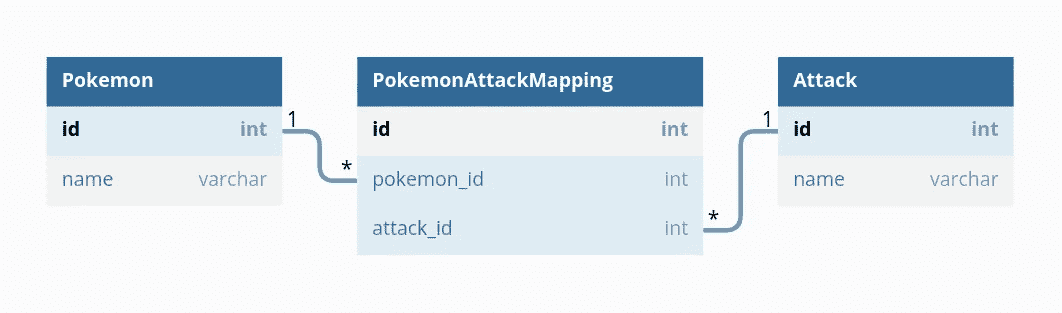 Pokemon
id int
name varchar
1
*
PokemonAttackMapping
id int
pokemon_id int
attack_id int
*
1
Attack
id int
name varchar